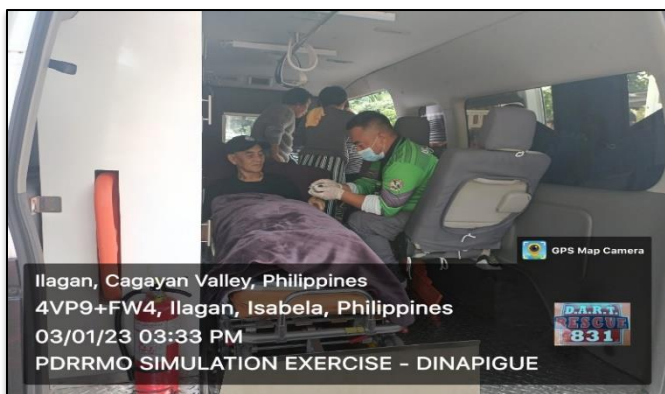 GPS Map Camera
Ilagan, Cagayan Valley, Philippines
4VP9+FW4, Ilagan, Isabela, Philippines
03/01/23 03:33 PM
PDRRMO SIMULATION EXERCISE - DINAPIGUE
D.A.R.T.
RESCUE
831